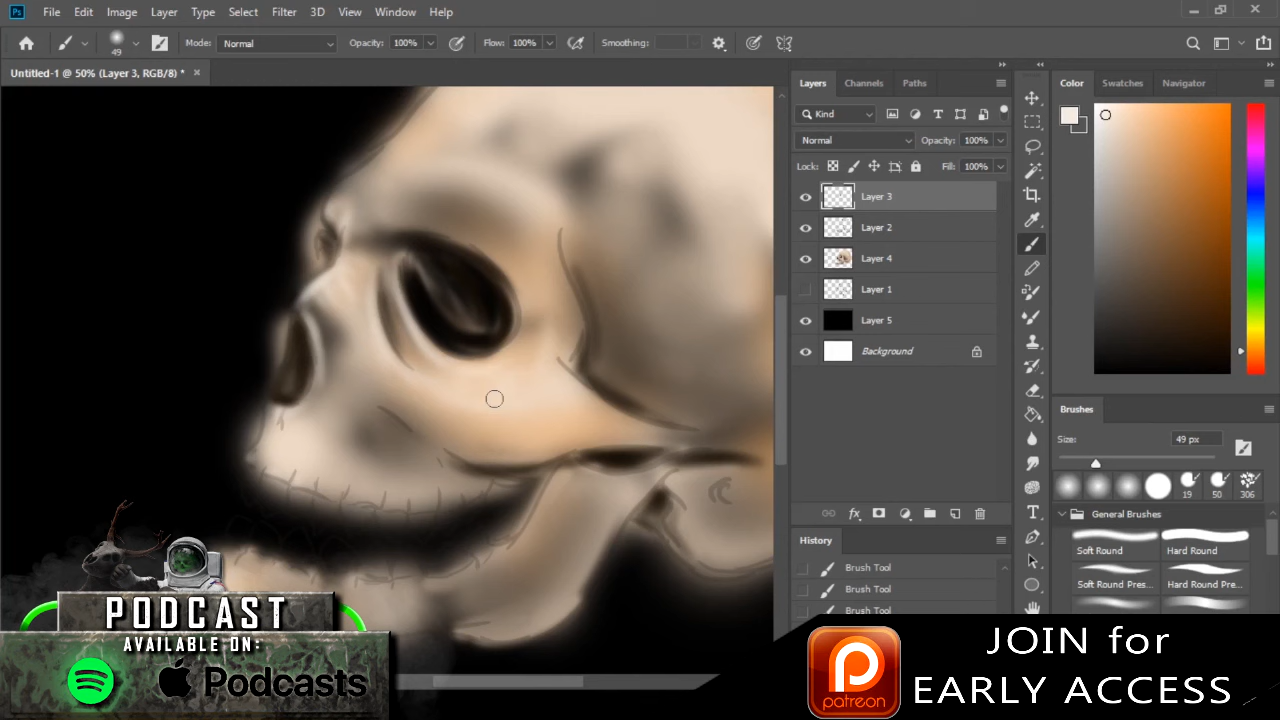 Ps File Edit Image Layer Type Select Filter 3D View Window Help
49 Mode: Normal Opacity: 100% Flow: 100% Smoothing:
Untitled-1 @ 50% (Layer 3, RGB/8) *
Layers Channels Paths
Kind
Normal Opacity: 100%
Lock: Fill: 100%
Layer 3
Layer 2
Layer 4
Layer 1
Layer 5
Background
fx
History
Brush Tool
Brush Tool
Brush Tool
Color Swatches Navigator
Brushes
Size: 49 px
19 50 306
General Brushes
Soft Round Hard Round
Soft Round Pres... Hard Round Pre...
PODCAST
AVAILABLE ON:
Podcasts
patreon
JOIN for
EARLY ACCESS